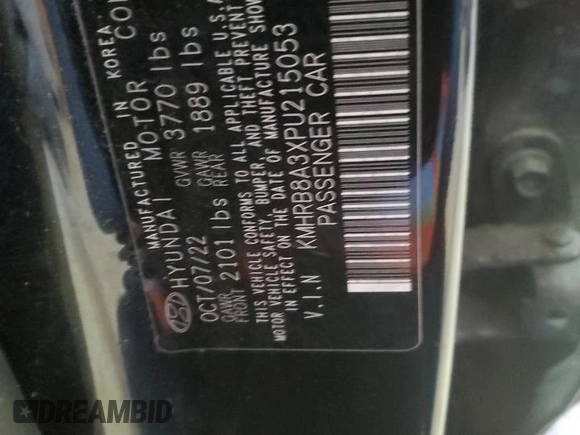 MANUFACTURED IN KOREA
HYUNDAI MOTOR CO
OCT/07/22 GVWR 3770 lbs
GAWR FRONT 2101 lbs GAWR REAR 1889 lbs
THIS VEHICLE CONFORMS TO ALL APPLICABLE U.S.A
MOTOR VEHICLE SAFETY, BUMPER, AND THEFT PREVENT
IN EFFECT ON THE DATE OF MANUFACTURE SHOW
V.I.N KMHRB8A3XPU215053
PASSENGER CAR
DREAMBID